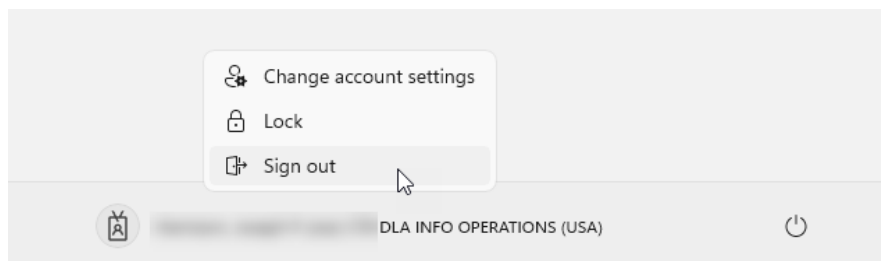 Change account settings
Lock
Sign out
DLA INFO OPERATIONS (USA)